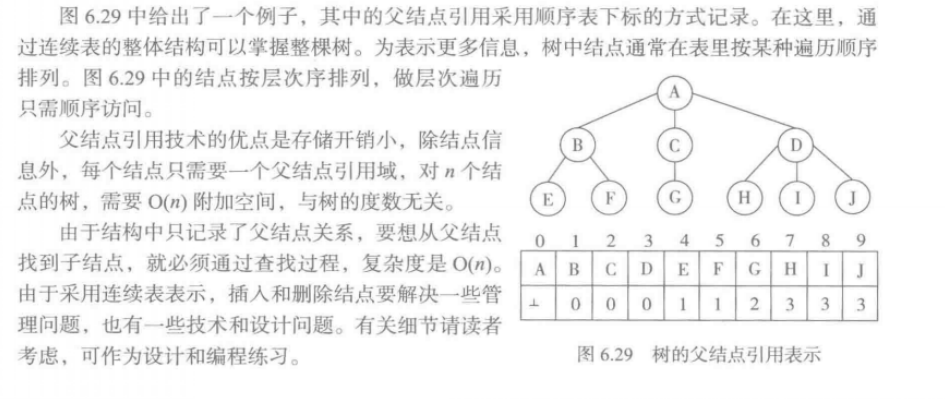 图 6.29 中给出了一个例子，其中的父结点引用采用顺序表下标的方式记录。在这里，通
过连续表的整体结构可以掌握整棵树。为表示更多信息，树中结点通常在表里按某种遍历顺序
排列。图 6.29 中的结点按层次序排列，做层次遍历
只需顺序访问。
父结点引用技术的优点是存储开销小，除结点信
息外，每个结点只需要一个父结点引用域，对 n 个结
点的树，需要 O(n) 附加空间，与树的度数无关。
由于结构中只记录了父结点关系，要想从父结点
找到子结点，就必须通过查找过程，复杂度是 O(n)。
由于采用连续表表示，插入和删除结点要解决一些管
理问题，也有一些技术和设计问题。有关细节请读者
考虑，可作为设计和编程练习。
A
B C D
E F G H I J
0 1 2 3 4 5 6 7 8 9
A B C D E F G H I J
⊥ 0 0 0 1 1 2 3 3 3
图 6.29 树的父结点引用表示